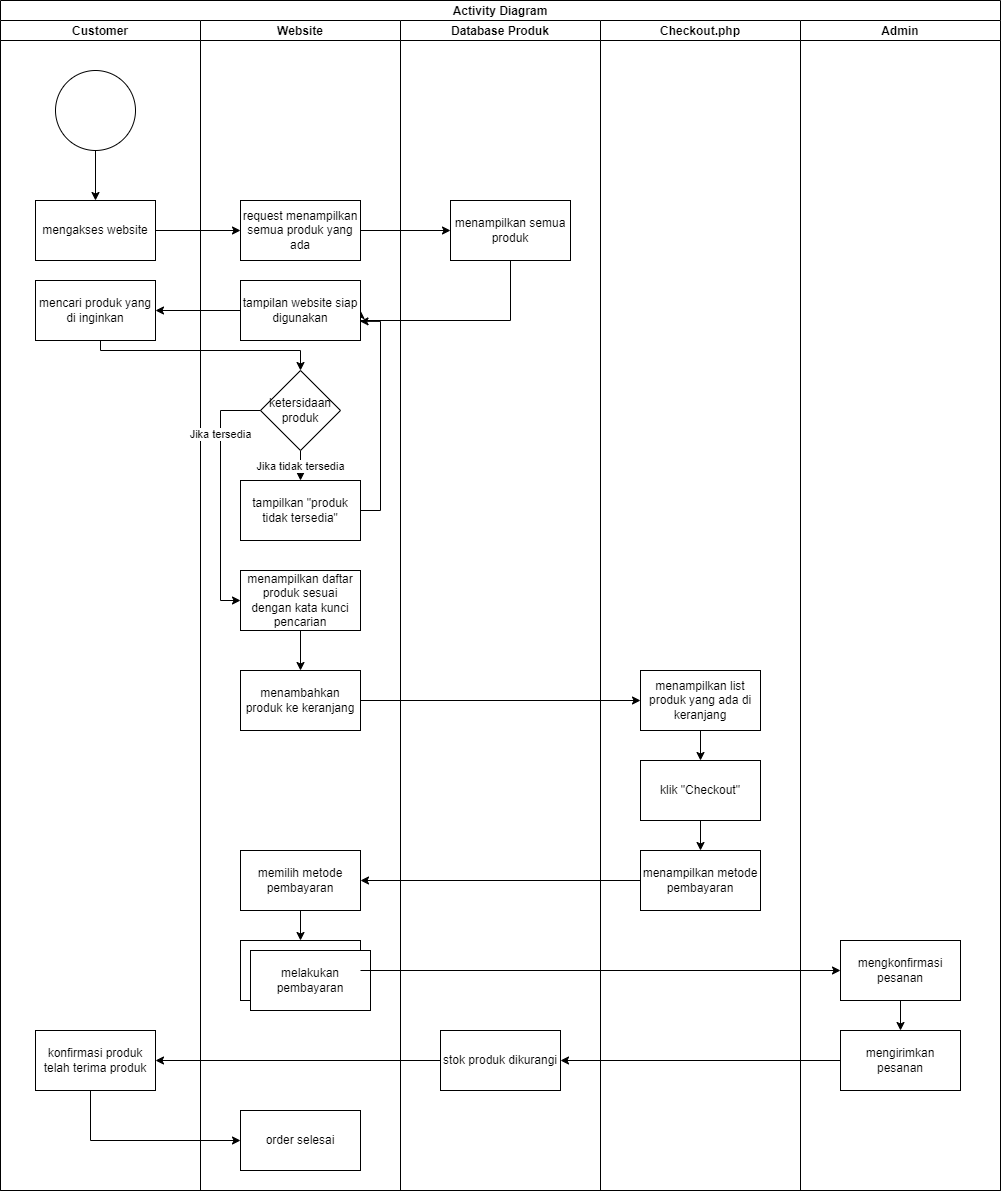 Activity Diagram
Customer
Website
Database Produk
Checkout.php
Admin
mengakses website
request menampilkan
semua produk yang
ada
menampilkan semua
produk
mencari produk yang
di inginkan
tampilan website siap
digunakan
ketersidaan
produk
Jika tersedia
Jika tidak tersedia
tampilkan "produk
tidak tersedia"
menampilkan daftar
produk sesuai
dengan kata kunci
pencarian
menambahkan
produk ke keranjang
menampilkan list
produk yang ada di
keranjang
klik "Checkout"
memilih metode
pembayaran
menampilkan metode
pembayaran
melakukan
pembayaran
mengkonfirmasi
pesanan
konfirmasi produk
telah terima produk
stok produk dikurangi
mengirimkan
pesanan
order selesai